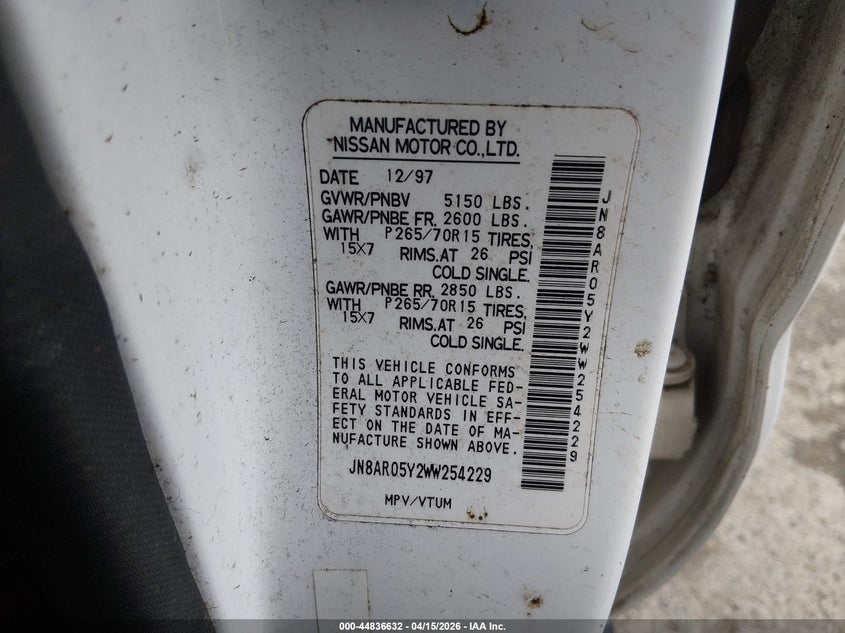 MANUFACTURED BY
NISSAN MOTOR CO.,LTD.
DATE 12/97
GVWR/PNBV 5150 LBS.
GAWR/PNBE FR. 2600 LBS.
WITH P265/70R15 TIRES,
15X7 RIMS.AT 26 PSI
COLD SINGLE.
GAWR/PNBE RR. 2850 LBS.
WITH P265/70R15 TIRES,
15X7 RIMS.AT 26 PSI
COLD SINGLE.
THIS VEHICLE CONFORMS
TO ALL APPLICABLE FED-
ERAL MOTOR VEHICLE SA-
FETY STANDARDS IN EFF-
ECT ON THE DATE OF MA-
NUFACTURE SHOWN ABOVE.
JN8AR05Y2WW254229
MPV/VTUM
JN8AR05Y2WW254229
000-44836632 | 04/15/2026 | IAA Inc.